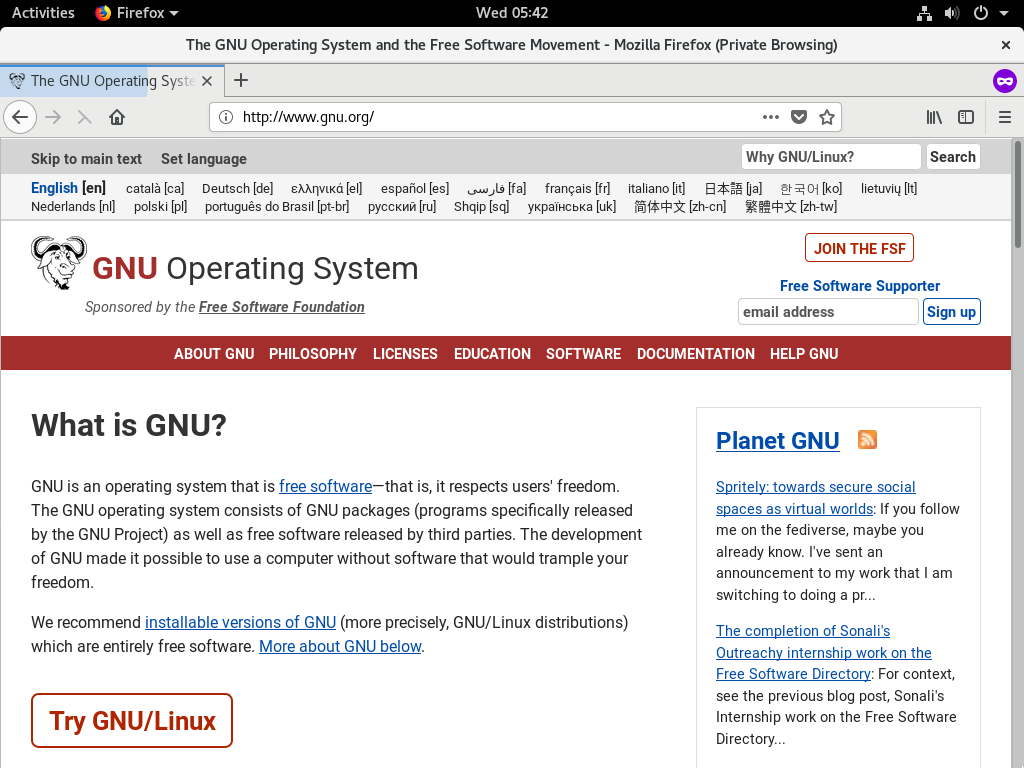 Activities Firefox Wed 05:42
The GNU Operating System and the Free Software Movement - Mozilla Firefox (Private Browsing)
The GNU Operating Syste
http://www.gnu.org/
Skip to main text Set language Why GNU/Linux? Search
English [en] català [ca] Deutsch [de] ελληνικά [el] español [es] فارسی [fa] français [fr] italiano [it] 日本語 [ja] 한국어 [ko] lietuvių [lt]
Nederlands [nl] polski [pl] português do Brasil [pt-br] русский [ru] Shqip [sq] українська [uk] 简体中文 [zh-cn] 繁體中文 [zh-tw]
JOIN THE FSF
GNU Operating System
Free Software Supporter
Sponsored by the Free Software Foundation
email address Sign up
ABOUT GNU PHILOSOPHY LICENSES EDUCATION SOFTWARE DOCUMENTATION HELP GNU
What is GNU?
GNU is an operating system that is free software—that is, it respects users' freedom.
The GNU operating system consists of GNU packages (programs specifically released
by the GNU Project) as well as free software released by third parties. The development
of GNU made it possible to use a computer without software that would trample your
freedom.
We recommend installable versions of GNU (more precisely, GNU/Linux distributions)
which are entirely free software. More about GNU below.
Try GNU/Linux
Planet GNU
Spritely: towards secure social
spaces as virtual worlds: If you follow
me on the fediverse, maybe you
already know. I've sent an
announcement to my work that I am
switching to doing a pr...
The completion of Sonali's
Outreachy internship work on the
Free Software Directory: For context,
see the previous blog post, Sonali's
Internship work on the Free Software
Directory...